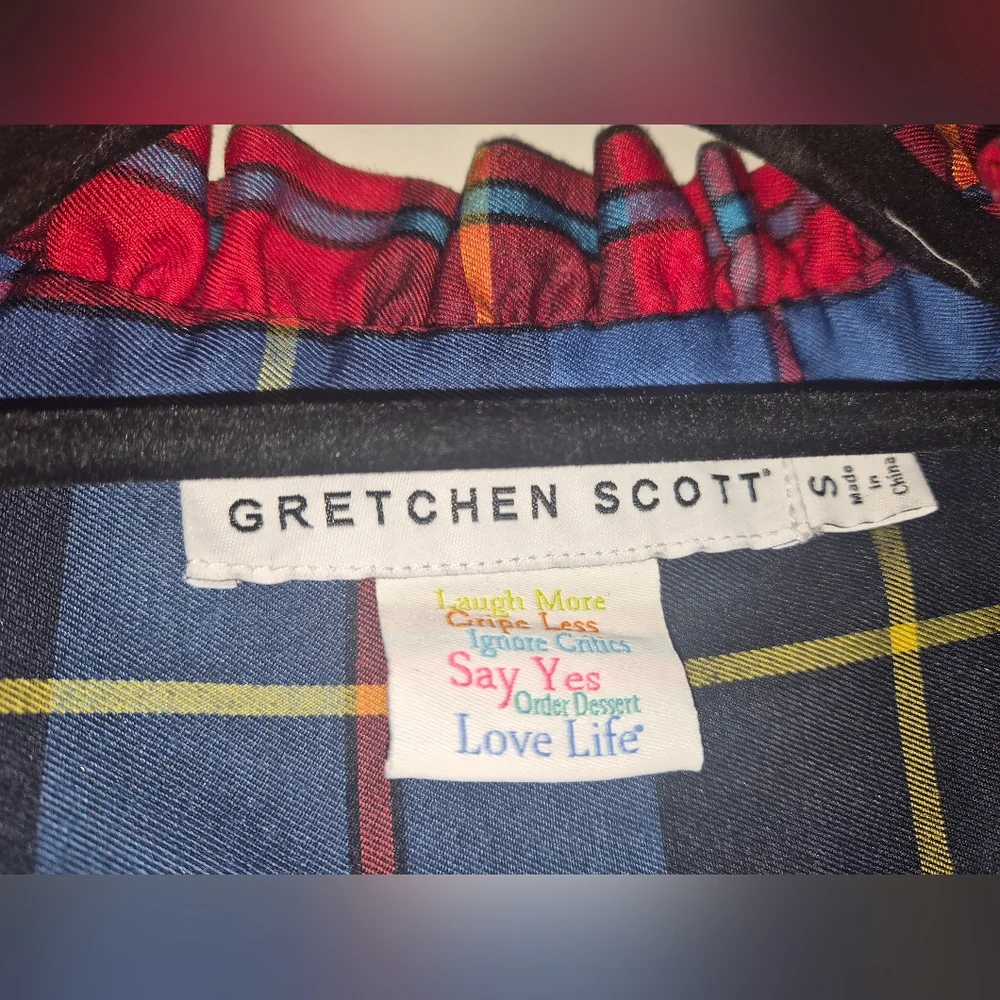 GRETCHEN SCOTT®
S
Made
in
China
Laugh More
Gripe Less
Ignore Critics
Say Yes
Order Dessert
Love Life®